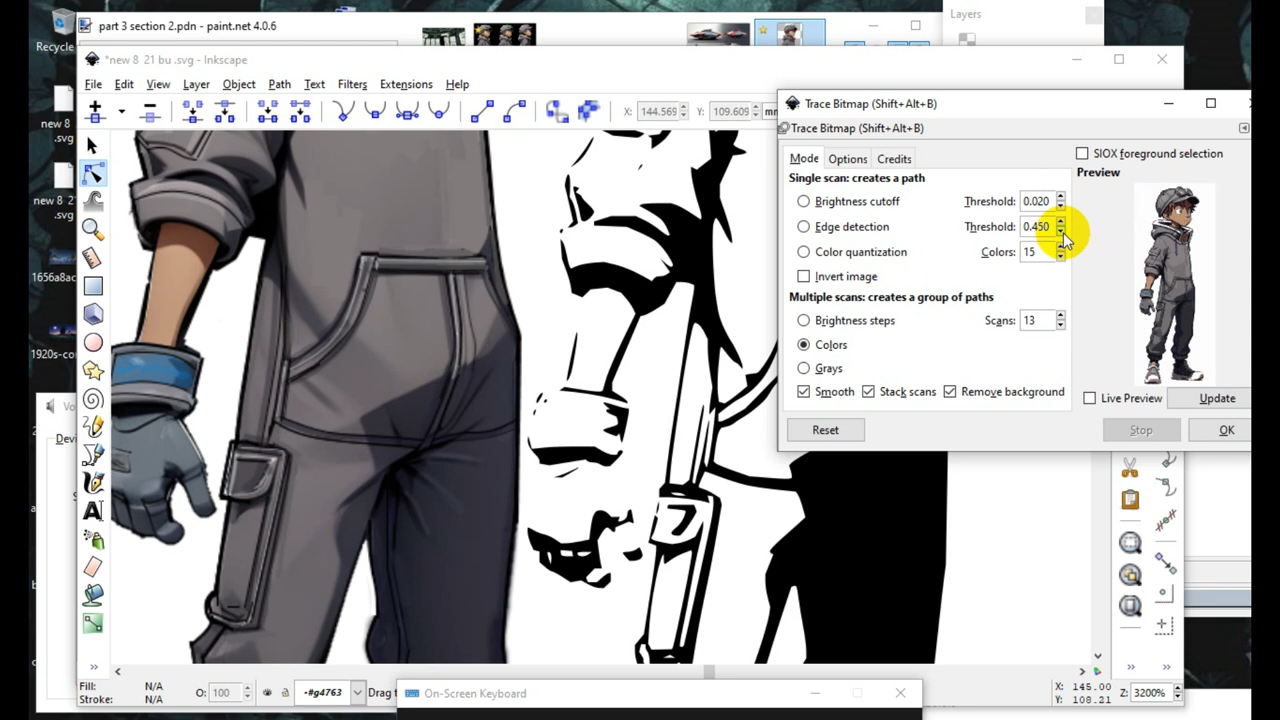 part 3 section 2.pdn - paint.net 4.0.6
Layers
Recycle
*new 8 21 bu .svg - Inkscape
File Edit View Layer Object Path Text Filters Extensions Help
X: 144.569 Y: 109.609 mm
Trace Bitmap (Shift+Alt+B)
Trace Bitmap (Shift+Alt+B)
Mode Options Credits
SIOX foreground selection
Single scan: creates a path
Preview
Brightness cutoff Threshold: 0.020
Edge detection Threshold: 0.450
Color quantization Colors: 15
Invert image
Multiple scans: creates a group of paths
Brightness steps Scans: 13
Colors
Grays
Smooth Stack scans Remove background
Live Preview Update
Reset Stop OK
new 8
.svg
new 8
.svg
1656a8a
1920s-co
Fill: N/A
Stroke: N/A
O: 100
-#g4763
Drag t
On-Screen Keyboard
X: 145.00
Y: 108.21
Z: 3200%